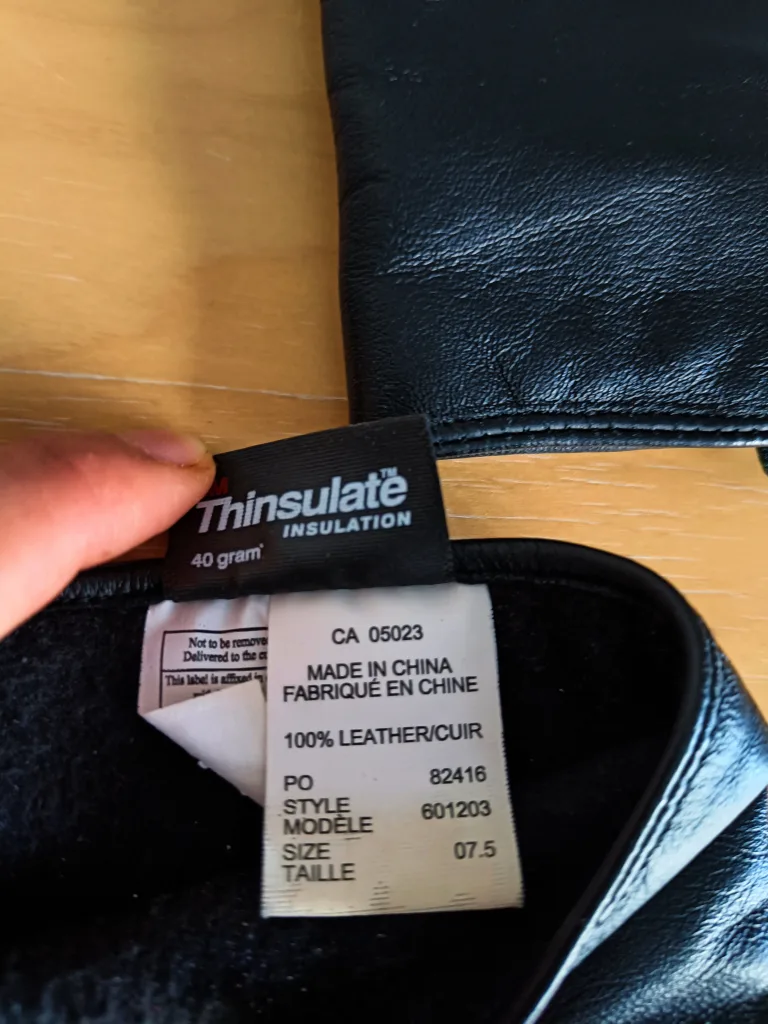 Thinsulate™
INSULATION
40 gram
Not to be
Delivered to the
This label is affixed in
CA 05023
MADE IN CHINA
FABRIQUÉ EN CHINE
100% LEATHER/CUIR
PO 82416
STYLE
MODÈLE 601203
SIZE 07.5
TAILLE